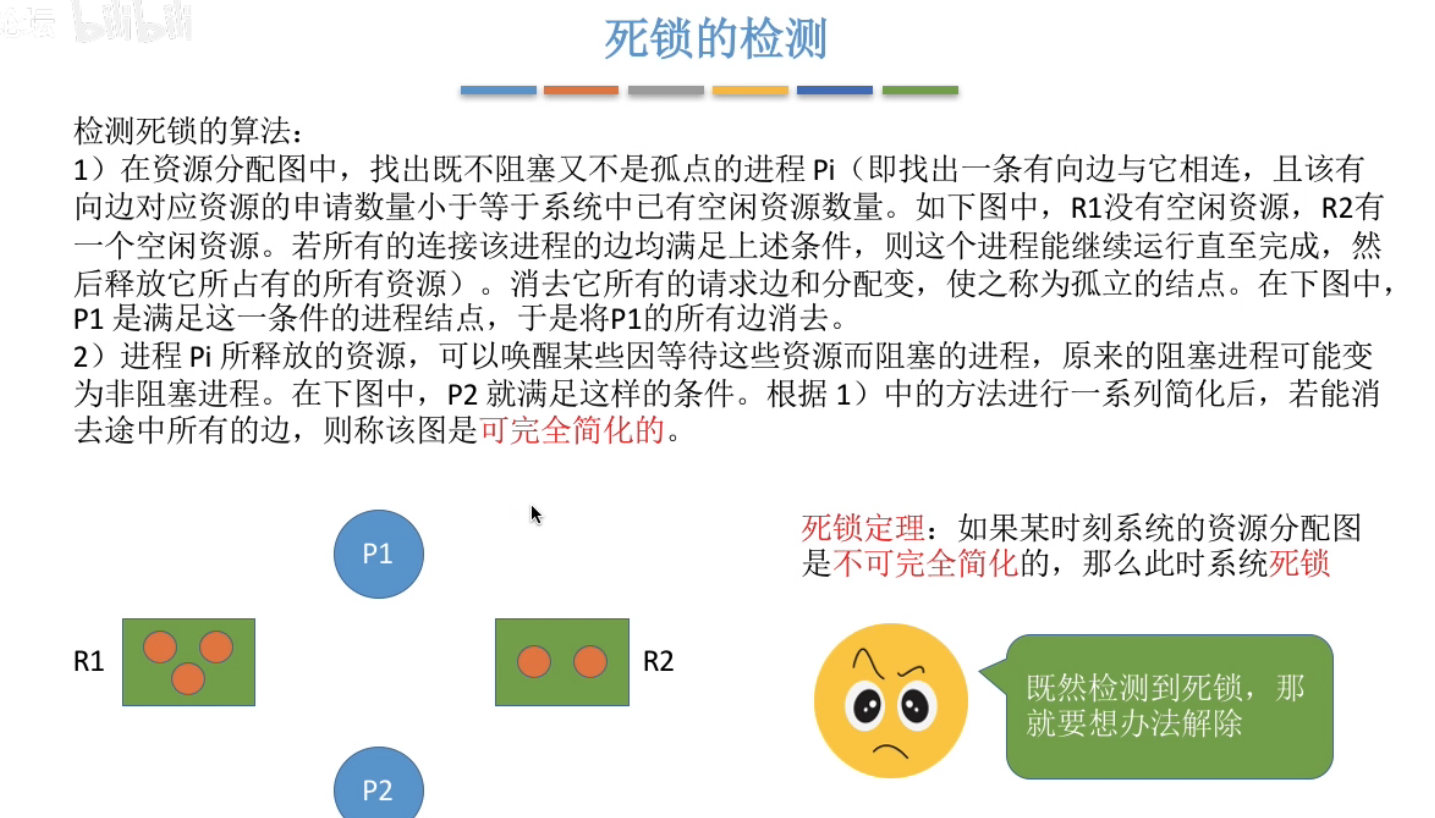 论坛 bilibili
死锁的检测
检测死锁的算法：
1）在资源分配图中，找出既不阻塞又不是孤点的进程 Pi（即找出一条有向边与它相连，且该有
向边对应资源的申请数量小于等于系统中已有空闲资源数量。如下图中，R1没有空闲资源，R2有
一个空闲资源。若所有的连接该进程的边均满足上述条件，则这个进程能继续运行直至完成，然
后释放它所占有的所有资源）。消去它所有的请求边和分配变，使之称为孤立的结点。在下图中，
P1 是满足这一条件的进程结点，于是将P1的所有边消去。
2）进程 Pi 所释放的资源，可以唤醒某些因等待这些资源而阻塞的进程，原来的阻塞进程可能变
为非阻塞进程。在下图中，P2 就满足这样的条件。根据 1）中的方法进行一系列简化后，若能消
去途中所有的边，则称该图是可完全简化的。
死锁定理：如果某时刻系统的资源分配图
是不可完全简化的，那么此时系统死锁
P1
R1
R2
既然检测到死锁，那
就要想办法解除
P2